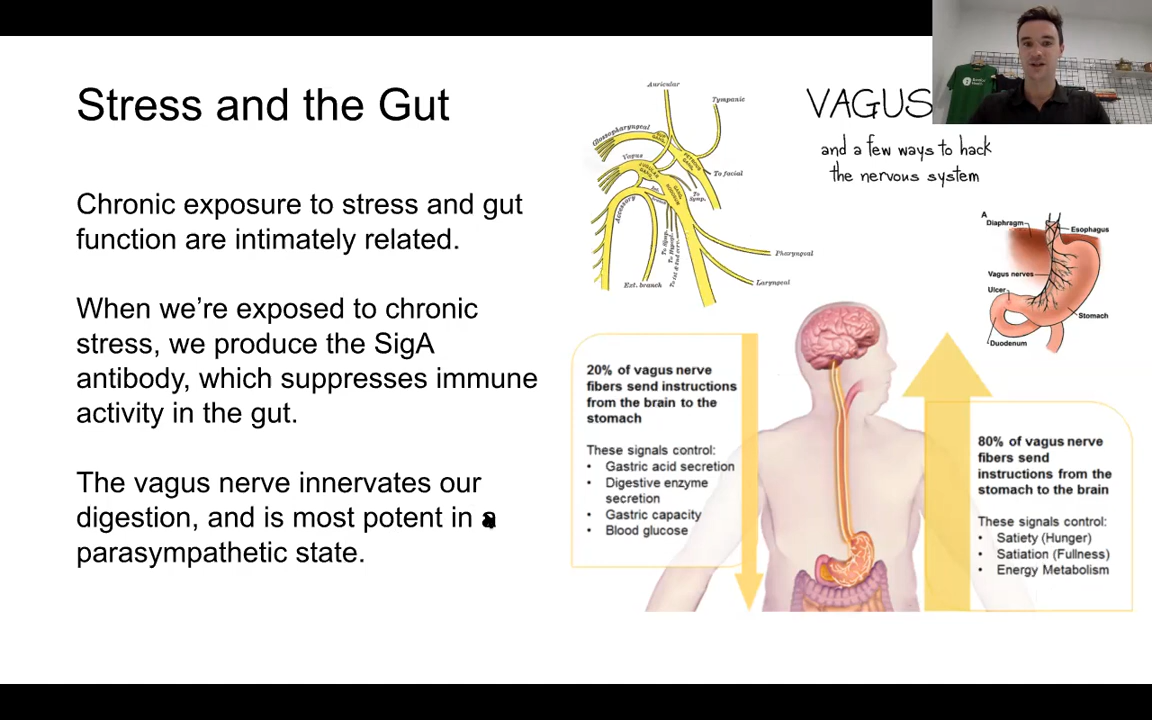 Stress and the Gut
Chronic exposure to stress and gut
function are intimately related.
When we’re exposed to chronic
stress, we produce the SigA
antibody, which suppresses immune
activity in the gut.
The vagus nerve innervates our
digestion, and is most potent in a
parasympathetic state.
Auricular
Tympanic
Glossopharyngeal
Vagus
To facial
To
Symp.
Accessory
Ext. branch
Pharyngeal
Laryngeal
VAGUS
and a few ways to hack
the nervous system
A
Diaphragm
Esophagus
Vagus nerves
Ulcer
Stomach
Duodenum
20% of vagus nerve
fibers send instructions
from the brain to the
stomach
These signals control:
• Gastric acid secretion
• Digestive enzyme
secretion
• Gastric capacity
• Blood glucose
80% of vagus nerve
fibers send
instructions from the
stomach to the brain
These signals control:
• Satiety (Hunger)
• Satiation (Fullness)
• Energy Metabolism